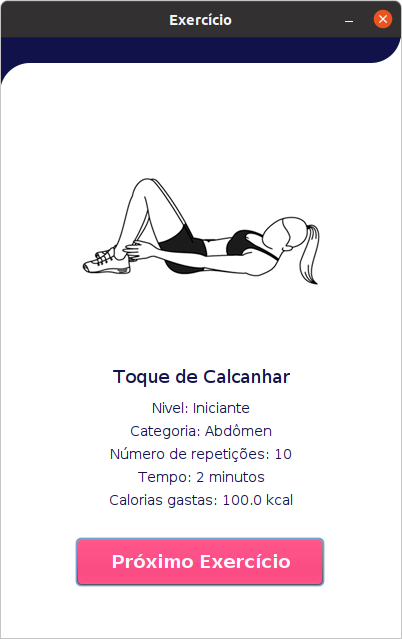 Exercício
Toque de Calcanhar
Nivel: Iniciante
Categoria: Abdômen
Número de repetições: 10
Tempo: 2 minutos
Calorias gastas: 100.0 kcal
Próximo Exercício